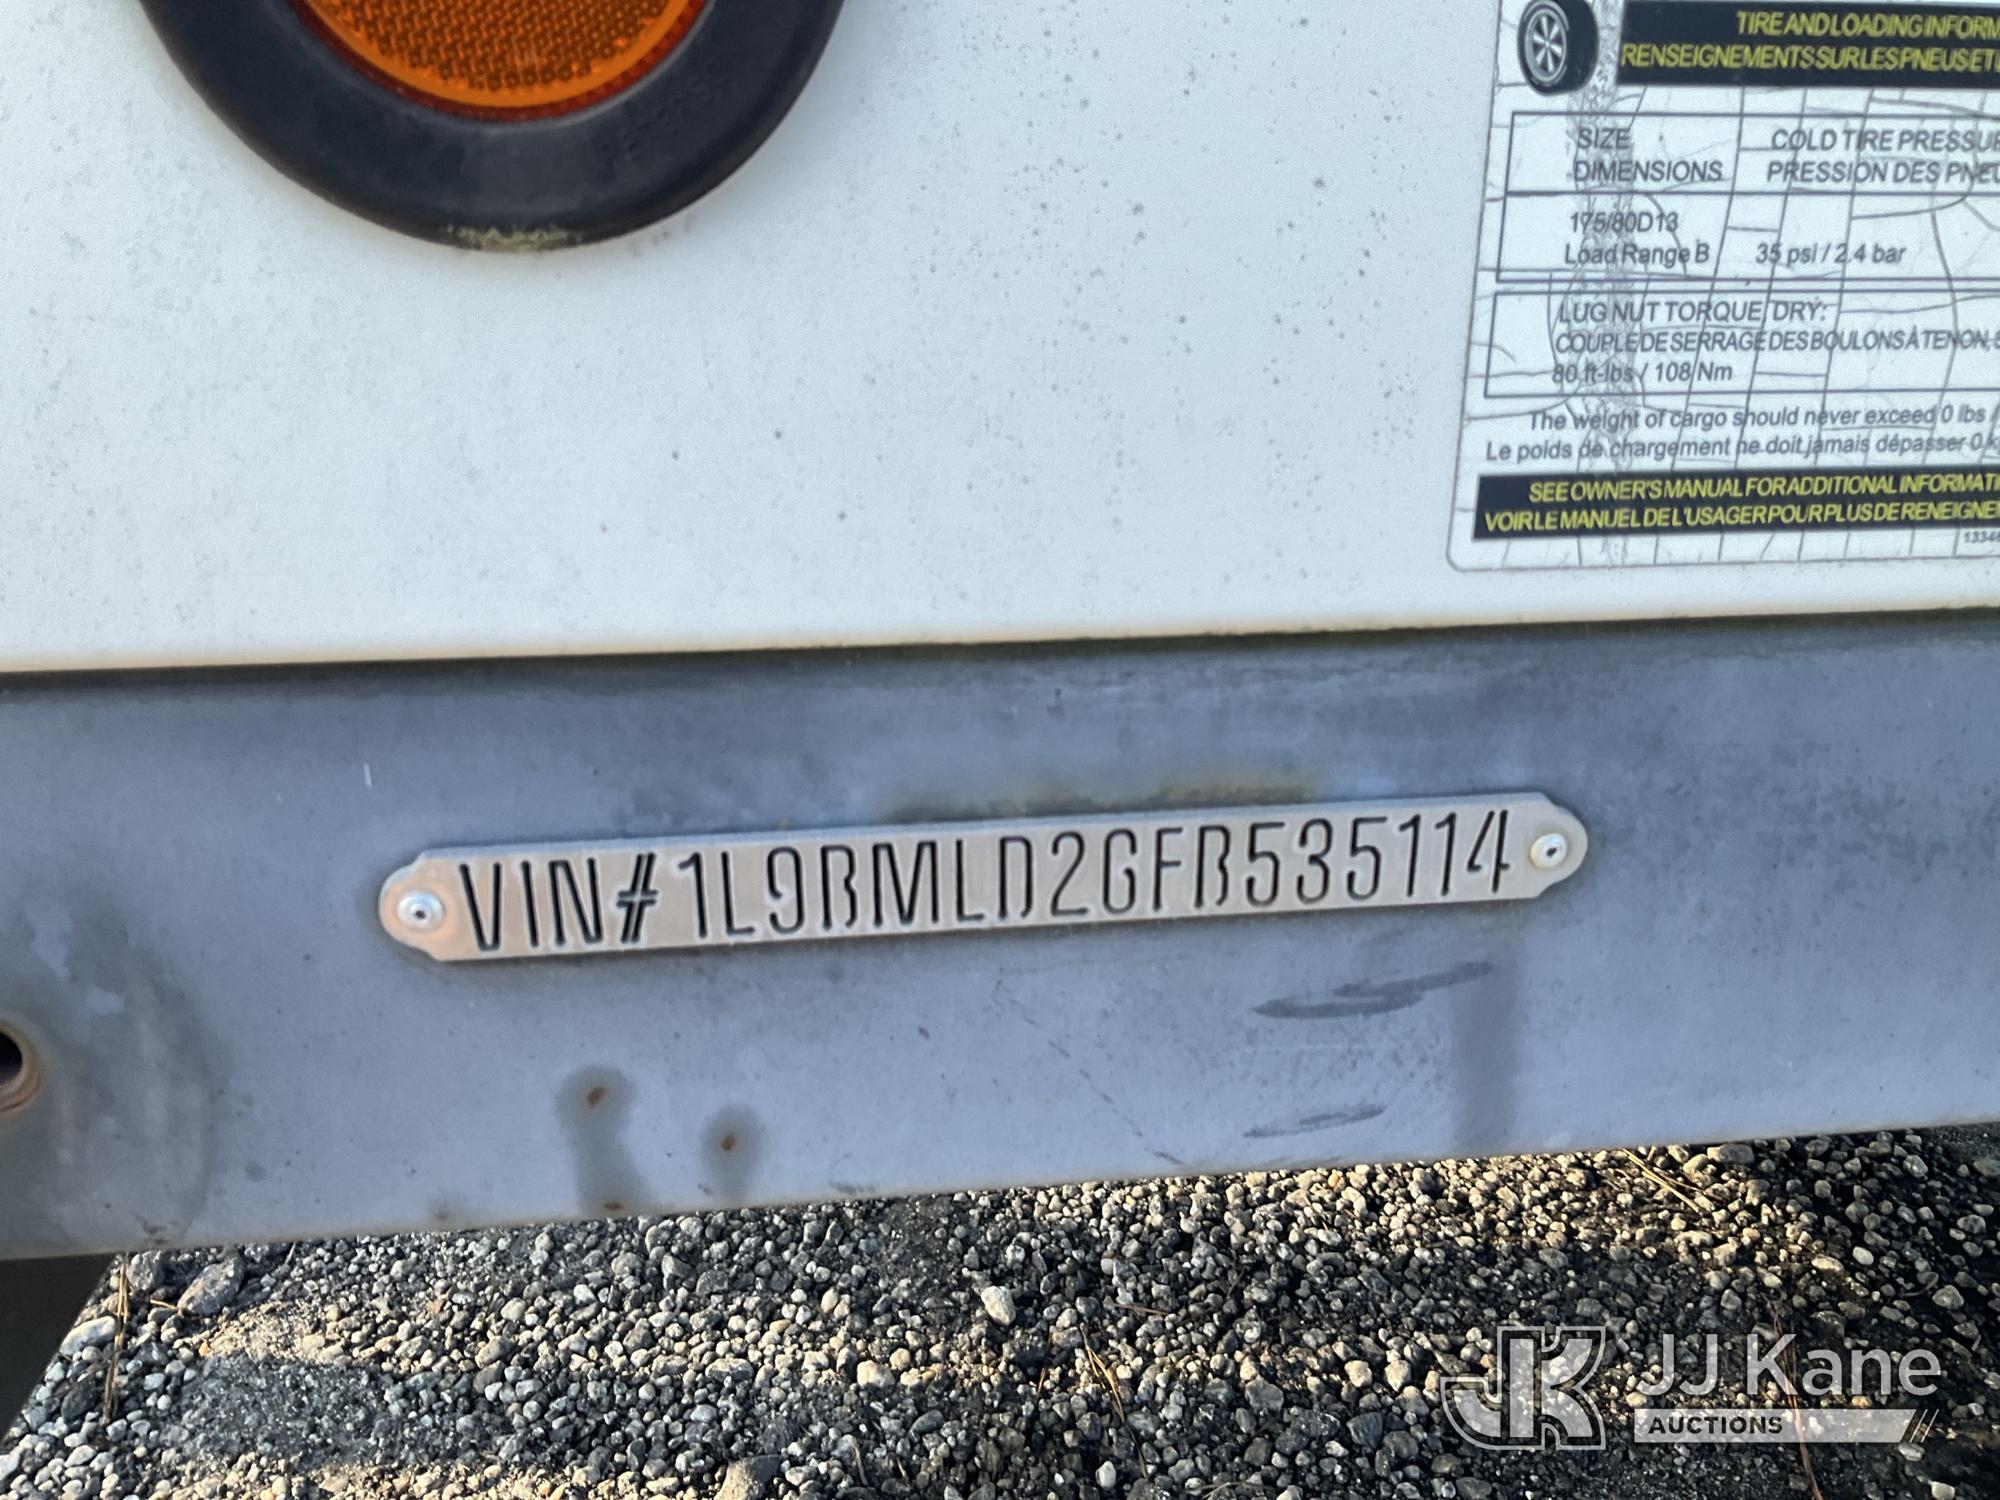 TIRE AND LOADING INFORM
RENSEIGNEMENTS SUR LES PNEUS ET
SIZE COLD TIRE PRESSUR
DIMENSIONS PRESSION DES PNEU
175/80D13
Load Range B 35 psi / 2.4 bar
LUG NUT TORQUE DRY:
COUPLE DE SERRAGE DES BOULONS À TENON
80 ft-lbs / 108 Nm
The weight of cargo should never exceed 0 lbs /
Le poids de chargement ne doit jamais dépasser 0 k
SEE OWNER'S MANUAL FOR ADDITIONAL INFORMATI
VOIR LE MANUEL DE L'USAGER POUR PLUS DE RENEIGNE
1334
VIN# 1L9BMLD2GFB535114
JK JJ Kane
AUCTIONS